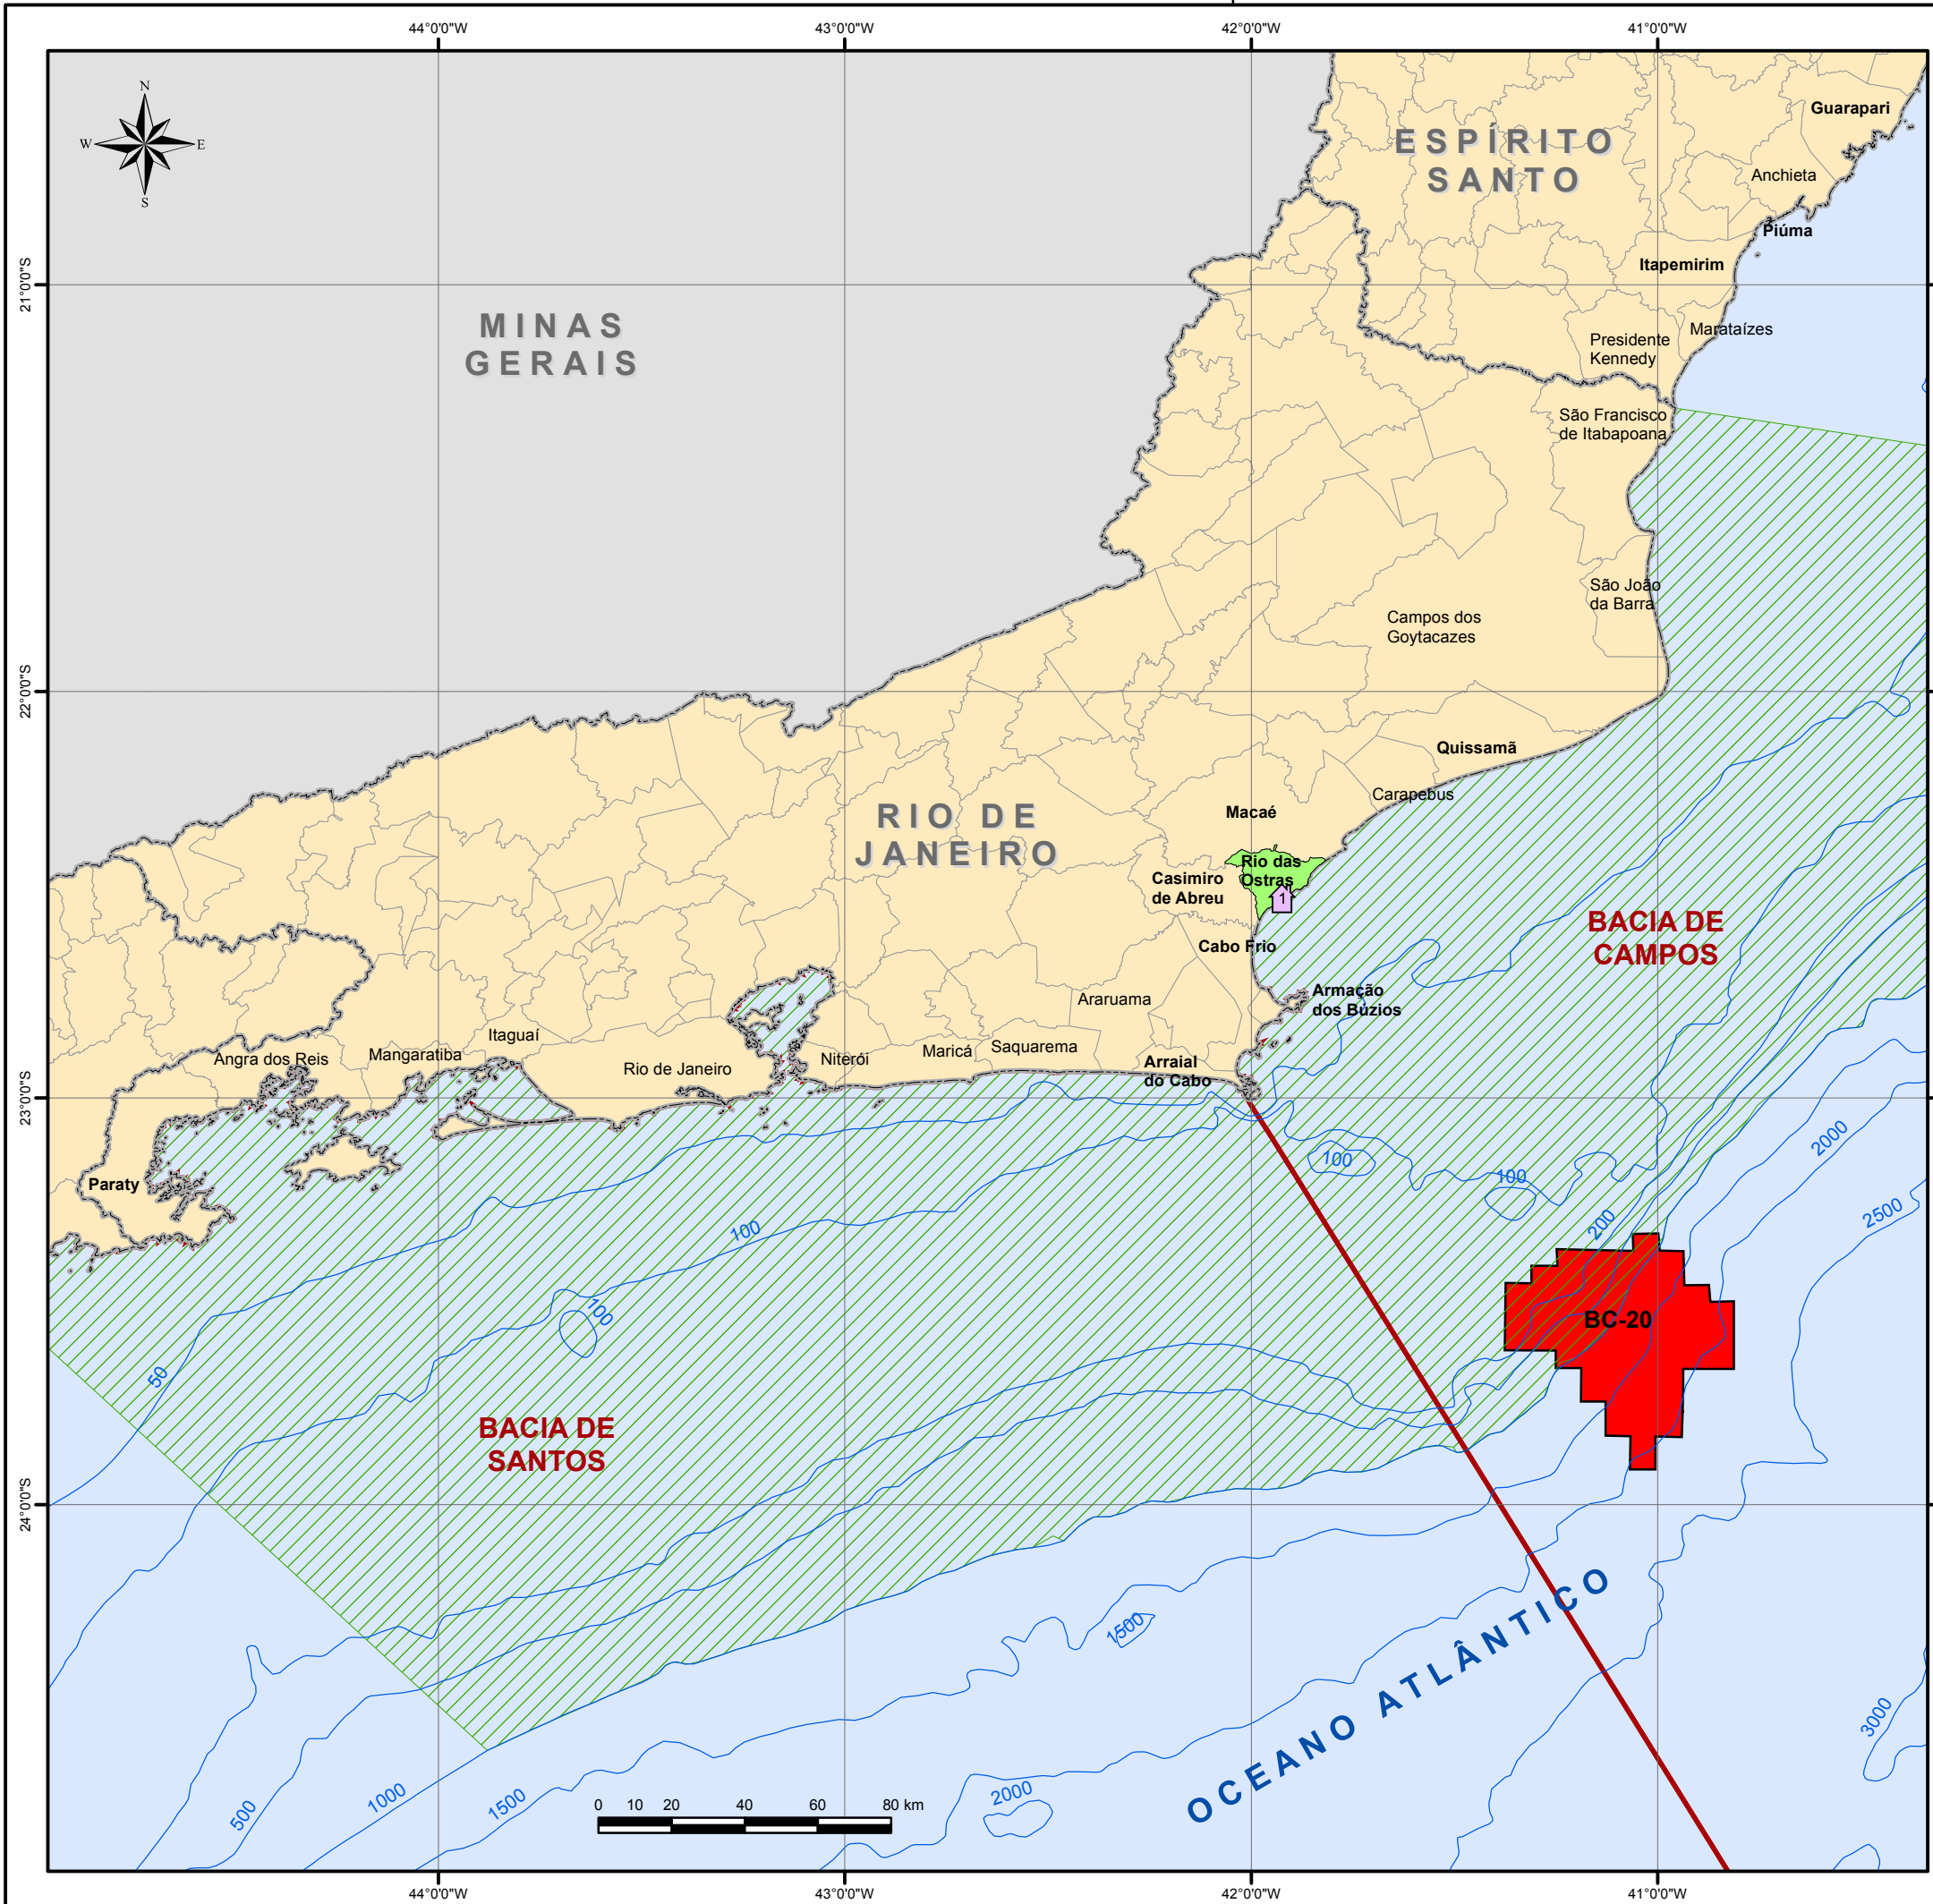 44°0'0"W
43°0'0"W
42°0'0"W
41°0'0"W
N
W
E
S
Guarapari
ESPÍRITO
SANTO
Anchieta
Piúma
Itapemirim
21°0'0"S
MINAS
GERAIS
Marataízes
Presidente
Kennedy
São Francisco
de Itabapoana
São João
da Barra
Campos dos
Goytacazes
22°0'0"S
Quissamã
Carapebus
Macaé
RIO DE
JANEIRO
Rio das
Ostras
1
Casimiro
de Abreu
BACIA DE
CAMPOS
Cabo Frio
Armação
dos Búzios
Araruama
Itaguaí
Angra dos Reis
Mangaratiba
Rio de Janeiro
Niterói
Maricá
Saquarema
Arraial
do Cabo
23°0'0"S
2000
100
100
Paraty
2500
100
200
100
BC-20
50
BACIA DE
SANTOS
24°0'0"S
1500
OCEANO ATLÂNTICO
3000
500
1000
1500
2000
0 10 20 40 60 80 km
44°0'0"W
43°0'0"W
42°0'0"W
41°0'0"W